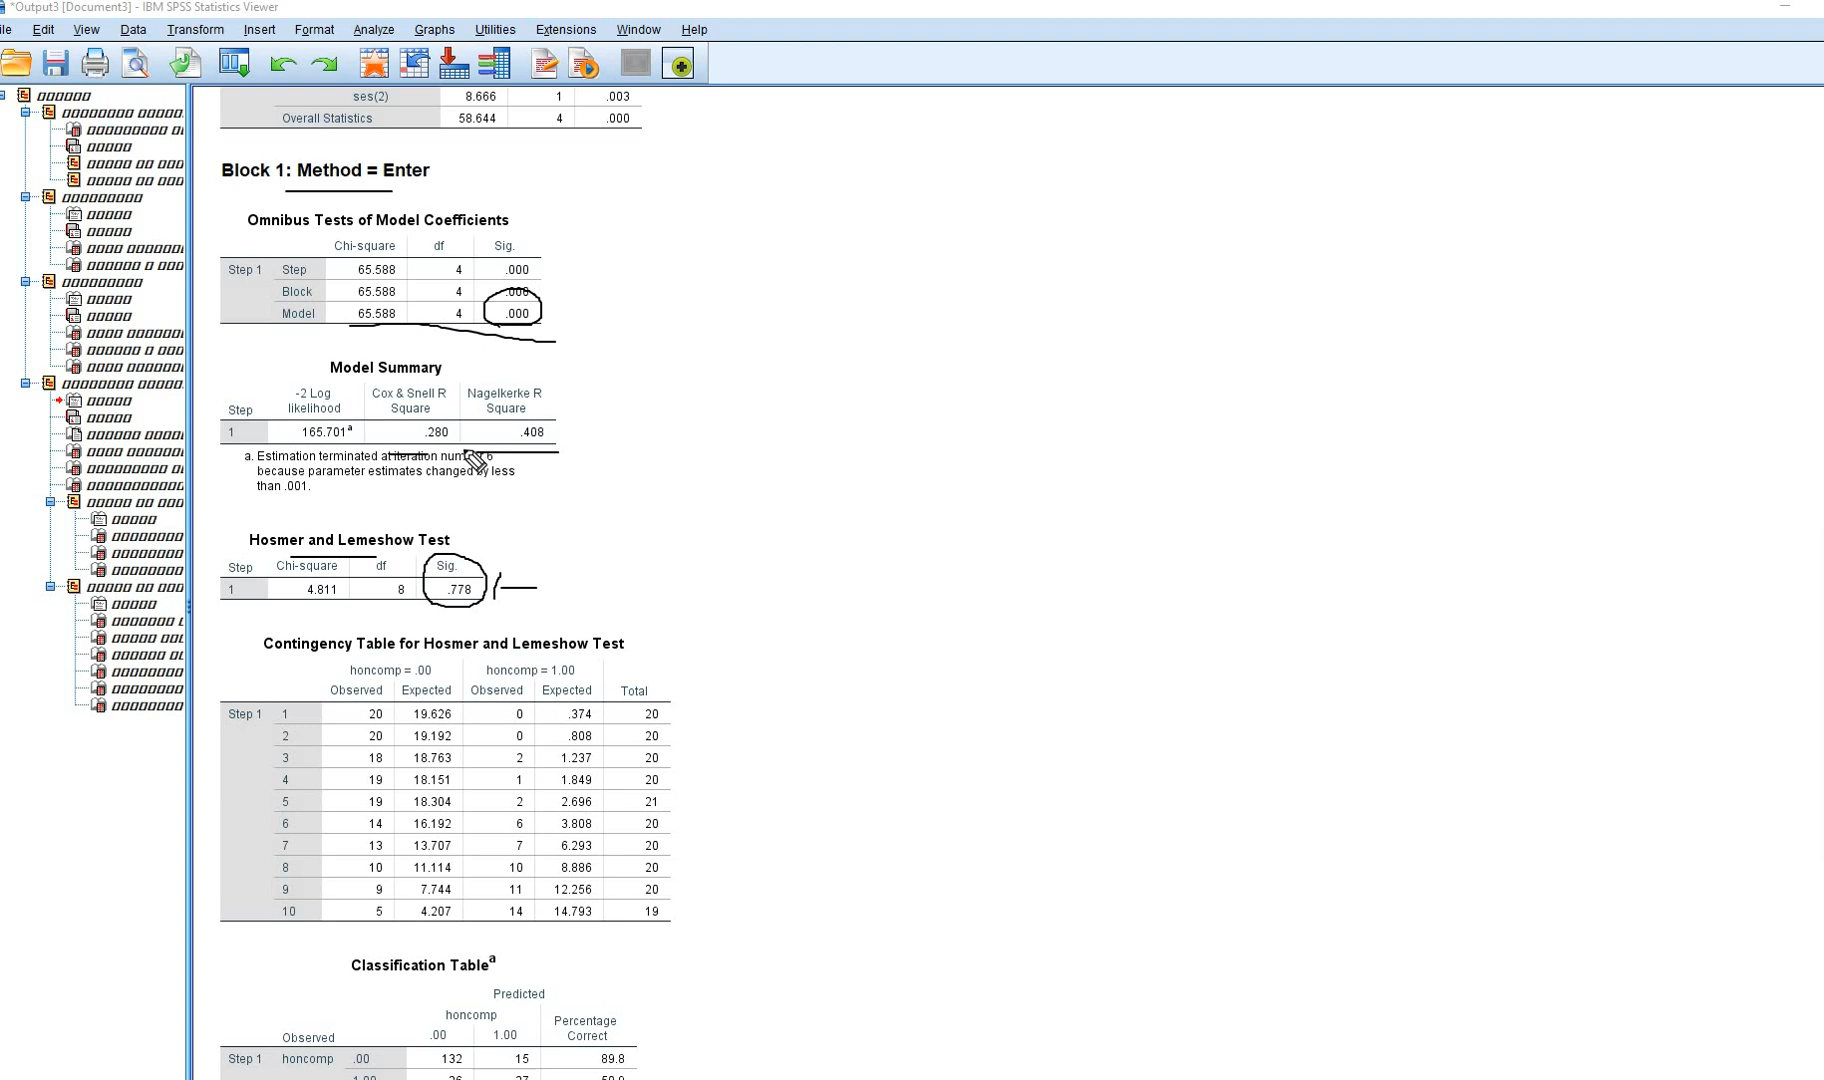 *Output3 [Document3] - IBM SPSS Statistics Viewer
ile Edit View Data Transform Insert Format Analyze Graphs Utilities Extensions Window Help
ses(2) 8.666 1 .003
Overall Statistics 58.644 4 .000
Block 1: Method = Enter
Omnibus Tests of Model Coefficients
Chi-square df Sig.
Step 1 Step 65.588 4 .000
Block 65.588 4 .000
Model 65.588 4 .000
Model Summary
Step -2 Log likelihood Cox & Snell R Square Nagelkerke R Square
1 165.701a .280 .408
a. Estimation terminated at iteration number 6
because parameter estimates changed by less
than .001.
Hosmer and Lemeshow Test
Step Chi-square df Sig.
1 4.811 8 .778
Contingency Table for Hosmer and Lemeshow Test
honcomp = .00 honcomp = 1.00
Observed Expected Observed Expected Total
Step 1 1 20 19.626 0 .374 20
2 20 19.192 0 .808 20
3 18 18.763 2 1.237 20
4 19 18.151 1 1.849 20
5 19 18.304 2 2.696 21
6 14 16.192 6 3.808 20
7 13 13.707 7 6.293 20
8 10 11.114 10 8.886 20
9 9 7.744 11 12.256 20
10 5 4.207 14 14.793 19
Classification Tablea
Predicted
honcomp Percentage Correct
Observed .00 1.00
Step 1 honcomp .00 132 15 89.8